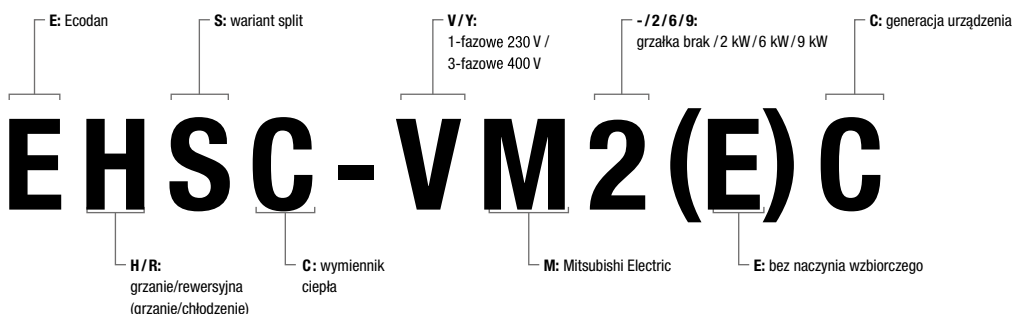 E: Ecodan
S: wariant split
V/Y:
1-fazowe 230 V /
3-fazowe 400 V
- / 2 / 6 / 9:
grzałka brak / 2 kW / 6 kW / 9 kW
C: generacja urządzenia
EHSC-VM2(E)C
H/R:
grzanie/rewersyjna
(grzanie/chłodzenie)
C: wymiennik
ciepła
M: Mitsubishi Electric
E: bez naczynia wzbiorczego